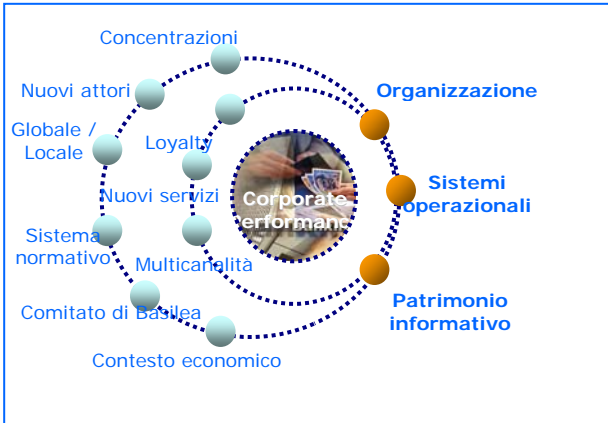 Concentrazioni
Nuovi attori
Organizzazione
Globale /
Locale
Loyalty
Sistemi
operazionali
Nuovi servizi
Corporate
erformanc
Sistema
normativo
Multicanalità
Comitato di Basilea
Patrimonio
informativo
Contesto economico